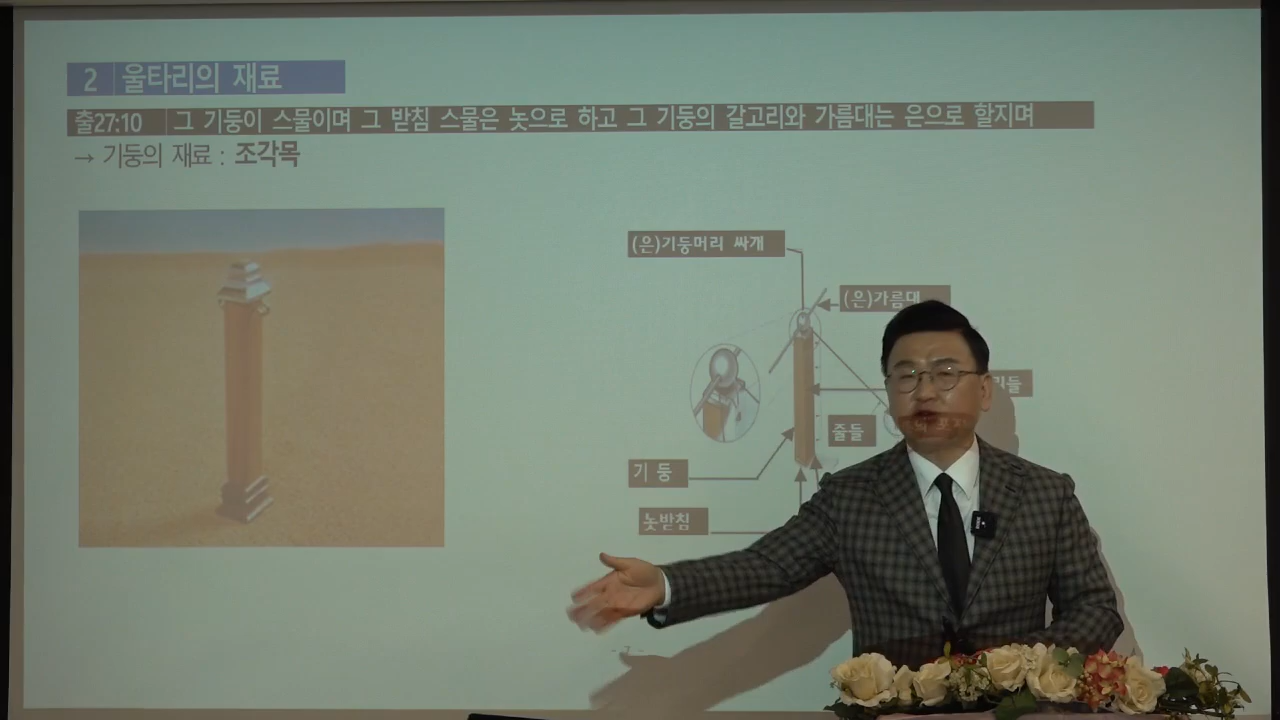 2 울타리의 재료
출27:10 그 기둥이 스물이며 그 받침 스물은 놋으로 하고 그 기둥의 갈고리와 가름대는 은으로 할지며
→ 기둥의 재료 : 조각목
(은)기둥머리 싸개
(은)가름대
줄들
기 둥
놋받침